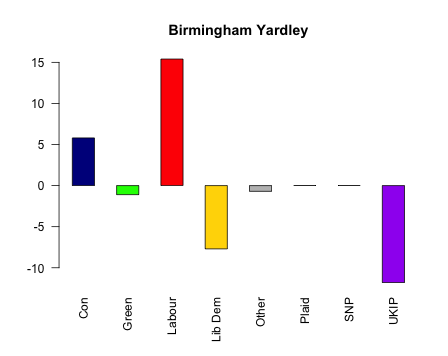 Birmingham Yardley
15
10
5
0
-5
-10
Con
Green
Labour
Lib Dem
Other
Plaid
SNP
UKIP